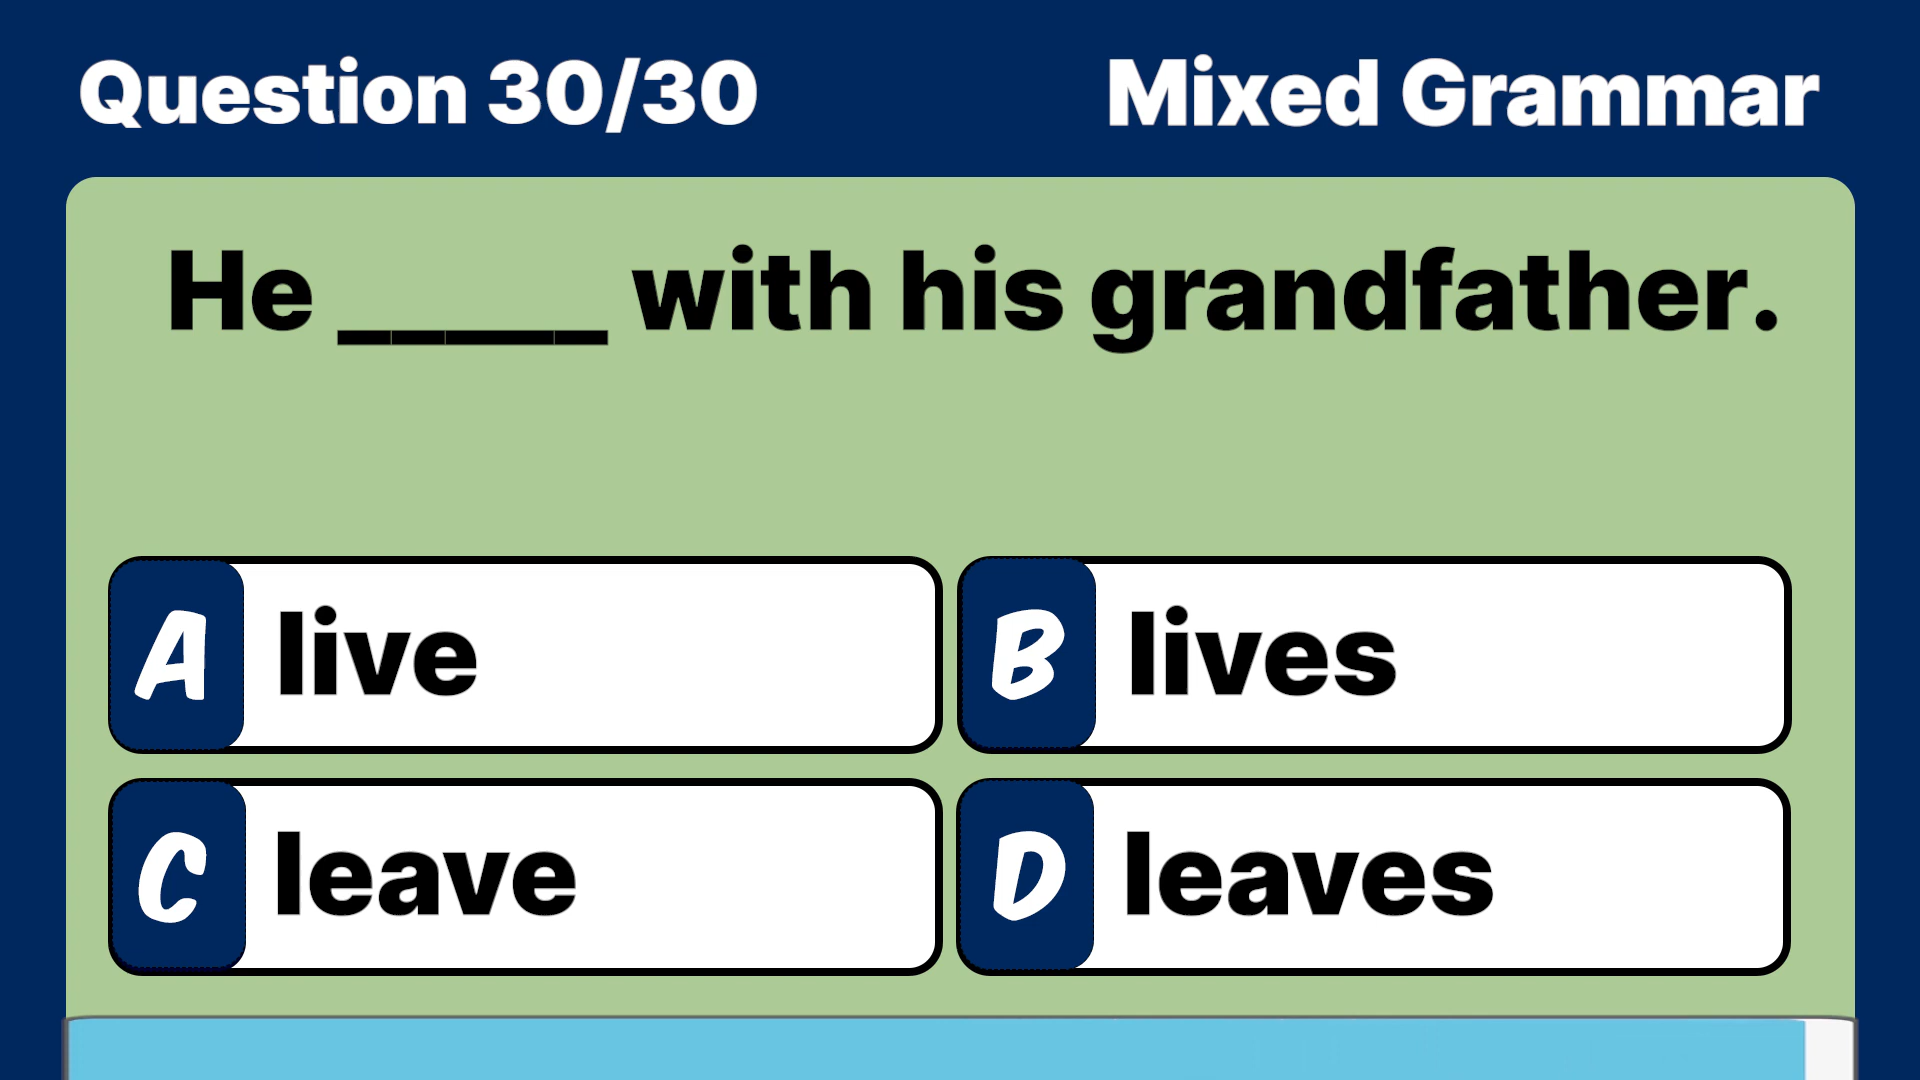 Question 30/30
Mixed Grammar
He _____ with his grandfather.
A live
B lives
C leave
D leaves